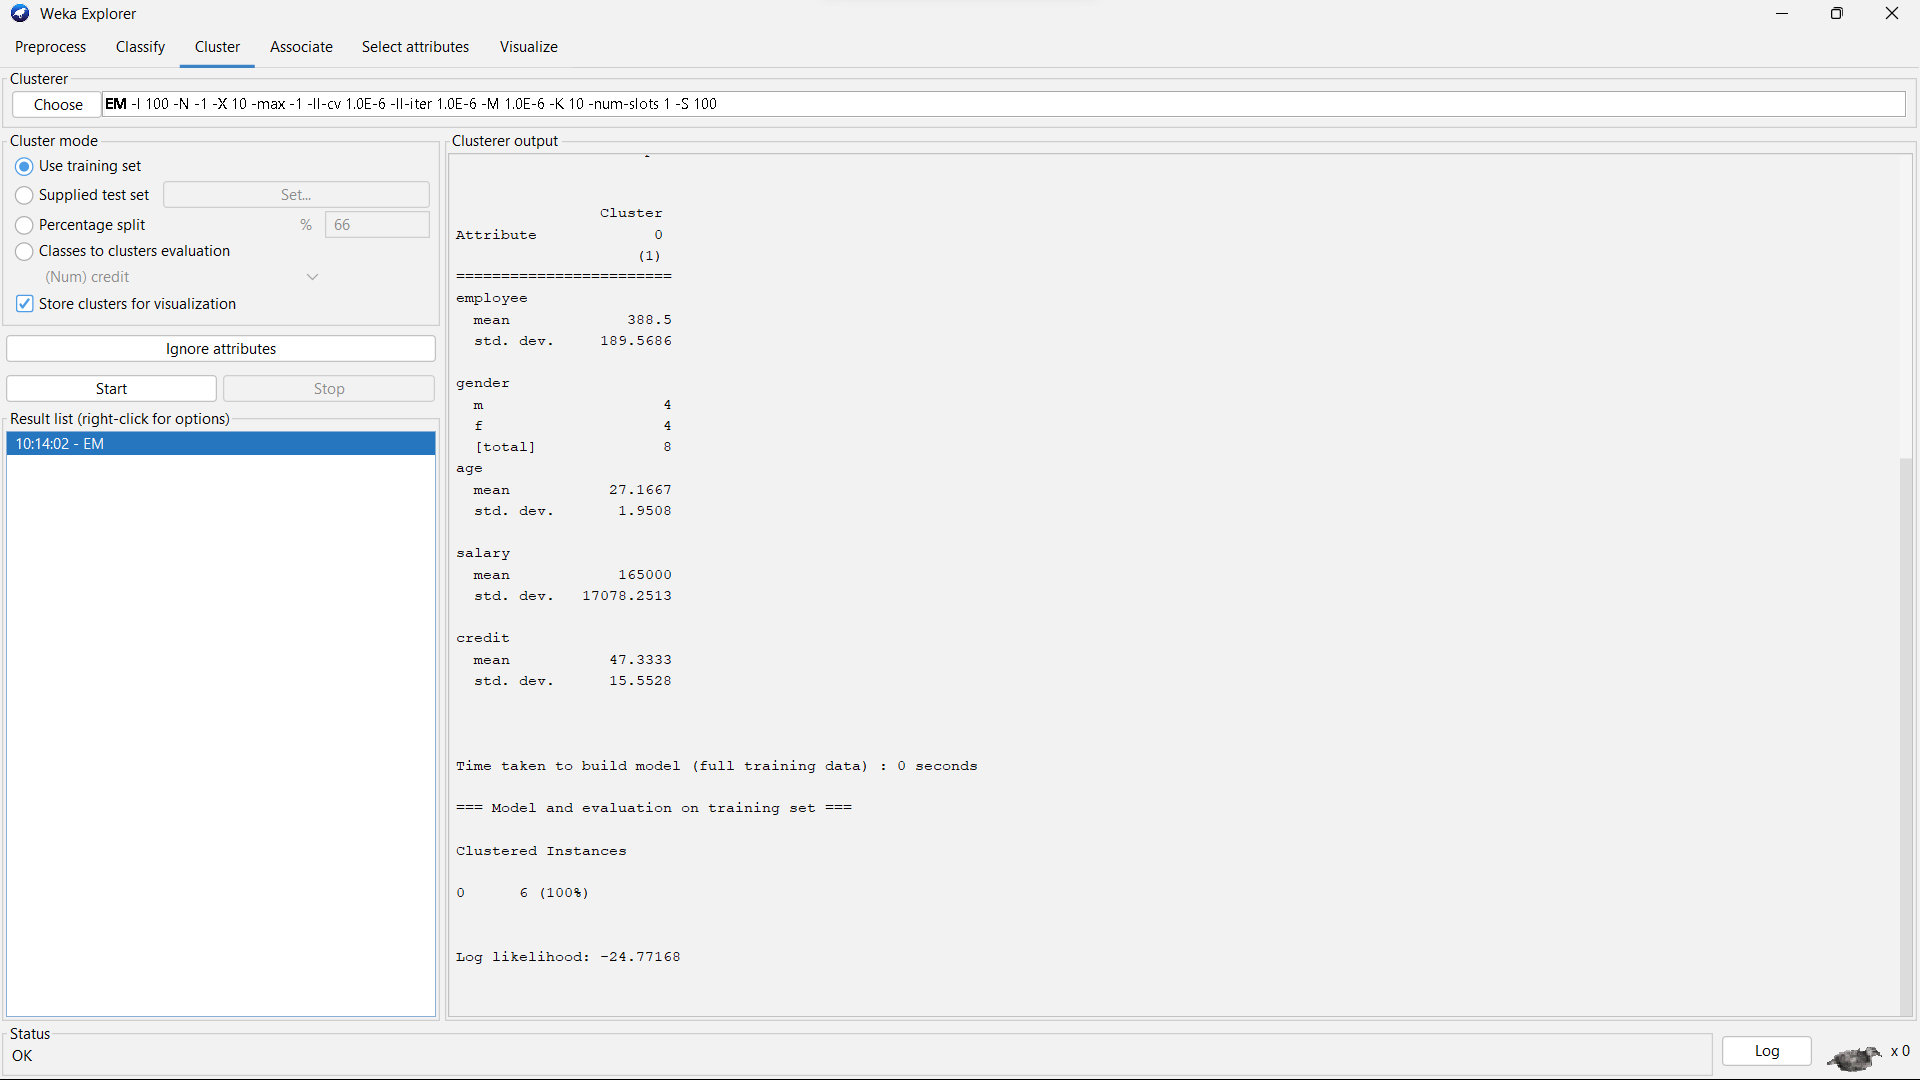 Weka Explorer
Preprocess Classify Cluster Associate Select attributes Visualize
Clusterer
Choose EM -I 100 -N -1 -X 10 -max -1 -ll-cv 1.0E-6 -ll-iter 1.0E-6 -M 1.0E-6 -K 10 -num-slots 1 -S 100
Cluster mode
Use training set
Supplied test set Set...
Percentage split % 66
Classes to clusters evaluation
(Num) credit
Store clusters for visualization
Ignore attributes
Start Stop
Result list (right-click for options)
10:14:02 - EM
Clusterer output
Cluster
Attribute 0
(1)
========================
employee
mean 388.5
std. dev. 189.5686
gender
m 4
f 4
[total] 8
age
mean 27.1667
std. dev. 1.9508
salary
mean 165000
std. dev. 17078.2513
credit
mean 47.3333
std. dev. 15.5528
Time taken to build model (full training data) : 0 seconds
=== Model and evaluation on training set ===
Clustered Instances
0 6 (100%)
Log likelihood: -24.77168
Status
OK
Log x 0